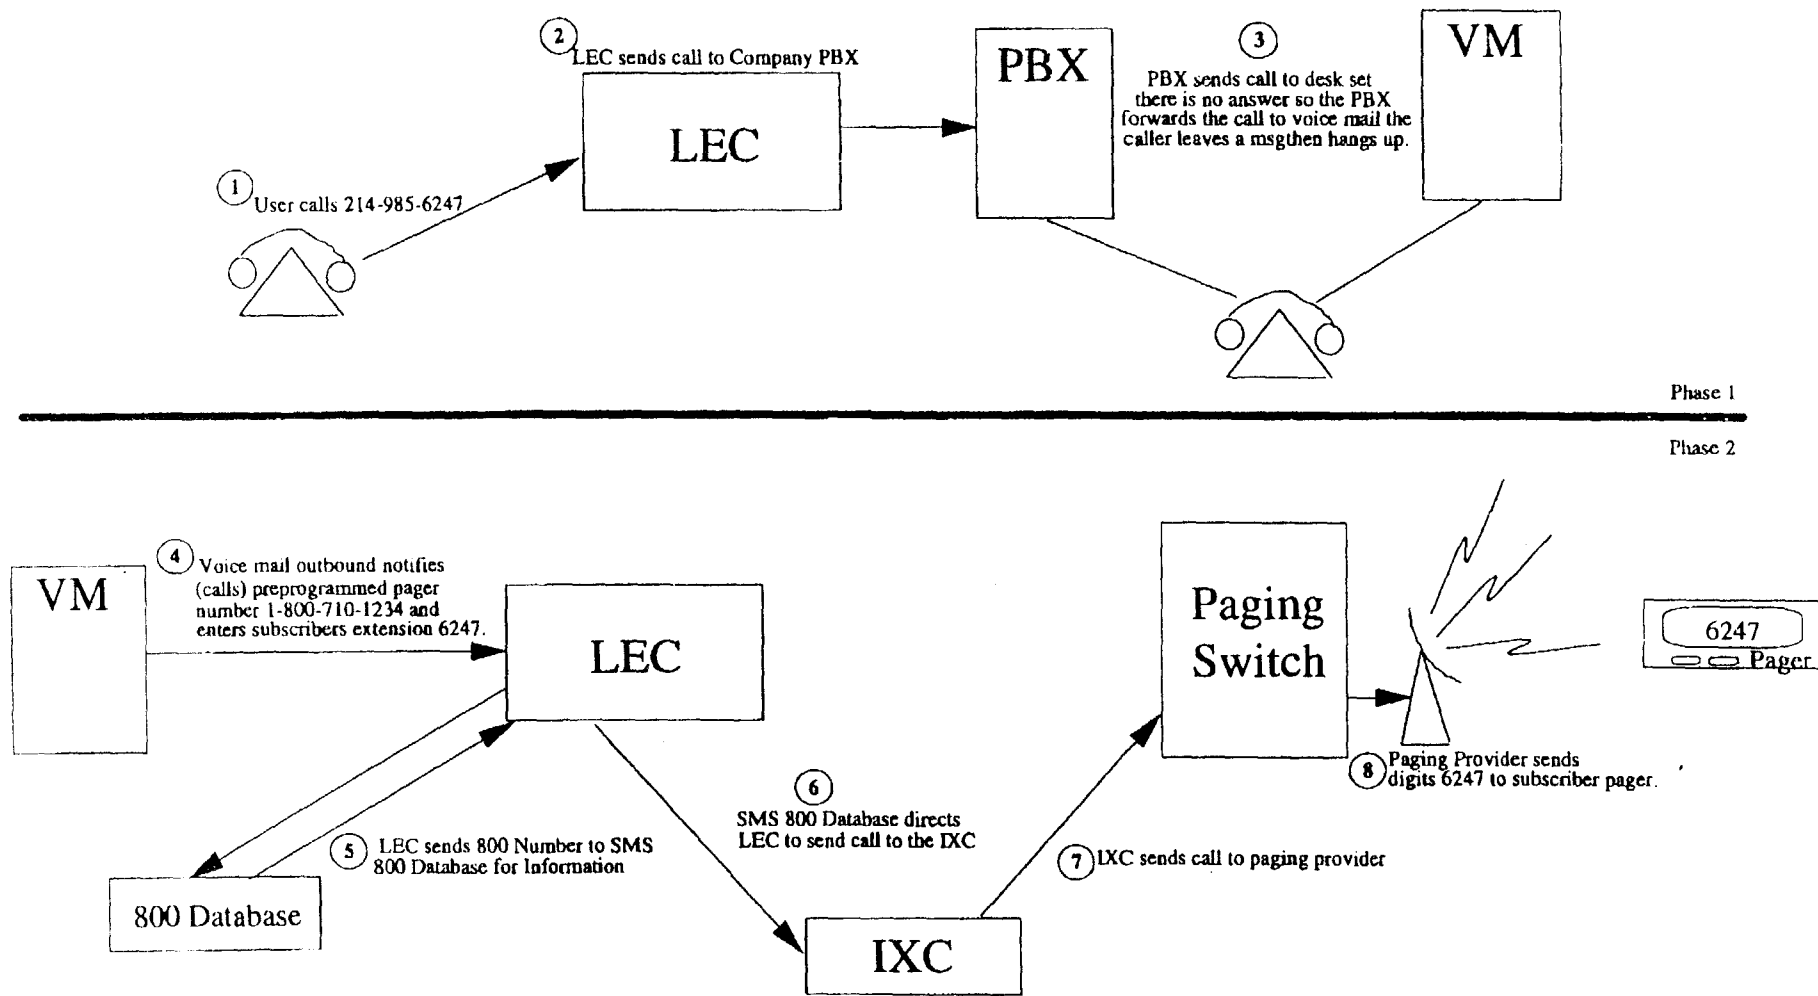 1
User calls 214-985-6247
2
LEC sends call to Company PBX
LEC
PBX
3
PBX sends call to desk set
there is no answer so the PBX
forwards the call to voice mail the
caller leaves a msgthen hangs up.
VM
Phase 1
Phase 2
VM
4
Voice mail outbound notifies
(calls) preprogrammed pager
number 1-800-710-1234 and
enters subscribers extension 6247.
LEC
5
LEC sends 800 Number to SMS
800 Database for Information
800 Database
6
SMS 800 Database directs
LEC to send call to the IXC
IXC
7
IXC sends call to paging provider
Paging
Switch
8
Paging Provider sends
digits 6247 to subscriber pager.
6247
Pager